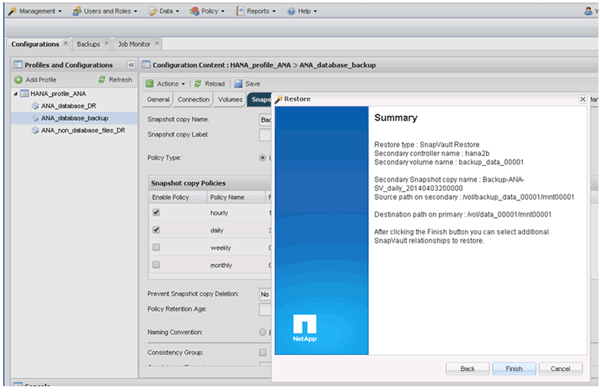 Management
Users and Roles
Data
Policy
Reports
Help
Configurations
Backups
Job Monitor
Profiles and Configurations
Add Profile
Refresh
HANA_profile_ANA
ANA_database_DR
ANA_database_backup
ANA_non_database_files_DR
Configuration Content : HANA_profile_ANA > ANA_database_backup
Actions
Reload
Save
General
Connection
Volumes
Snaps
Snapshot copy Name:
Snapshot copy Label:
Policy Type:
Snapshot copy Policies
Enable Policy
Policy Name
hourly
daily
weekly
monthly
Prevent Snapshot copy Deletion:
No
Policy Retention Age:
Naming Convention:
Consistency Group:
Restore
Summary
Restore type : SnapVault Restore
Secondary controller name : hana2b
Secondary volume name : backup_data_00001
Secondary Snapshot copy name : Backup-ANA-
SV_daily_20140403200000
Source path on secondary : /vol/backup_data_00001/mnt00001
Destination path on primary : /vol/data_00001/mnt00001
After clicking the Finish button you can select additional
SnapVault relationships to restore.
NetApp
Back
Finish
Cancel